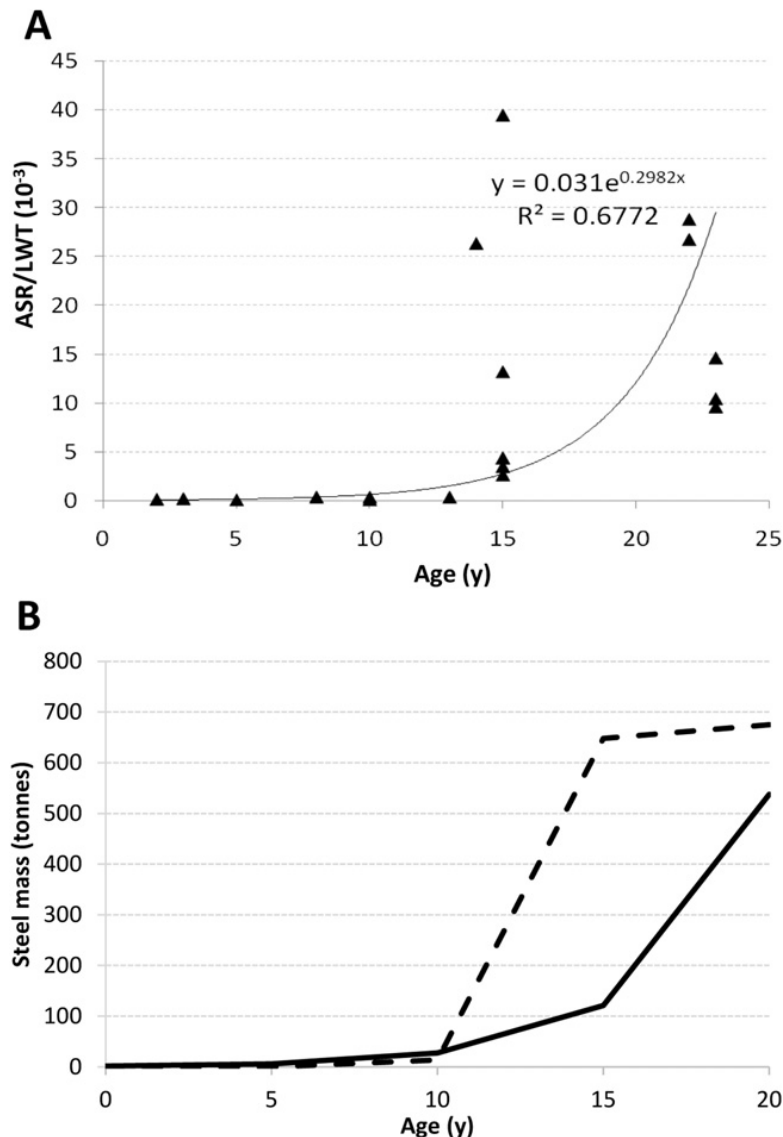 A
45
40
35
30
25
20
15
10
5
0
ASR/LWT (10⁻³)
y = 0.031e^0.2982x
R² = 0.6772
0 5 10 15 20 25
Age (y)
B
800
700
600
500
400
300
200
100
0
Steel mass (tonnes)
0 5 10 15 20
Age (y)